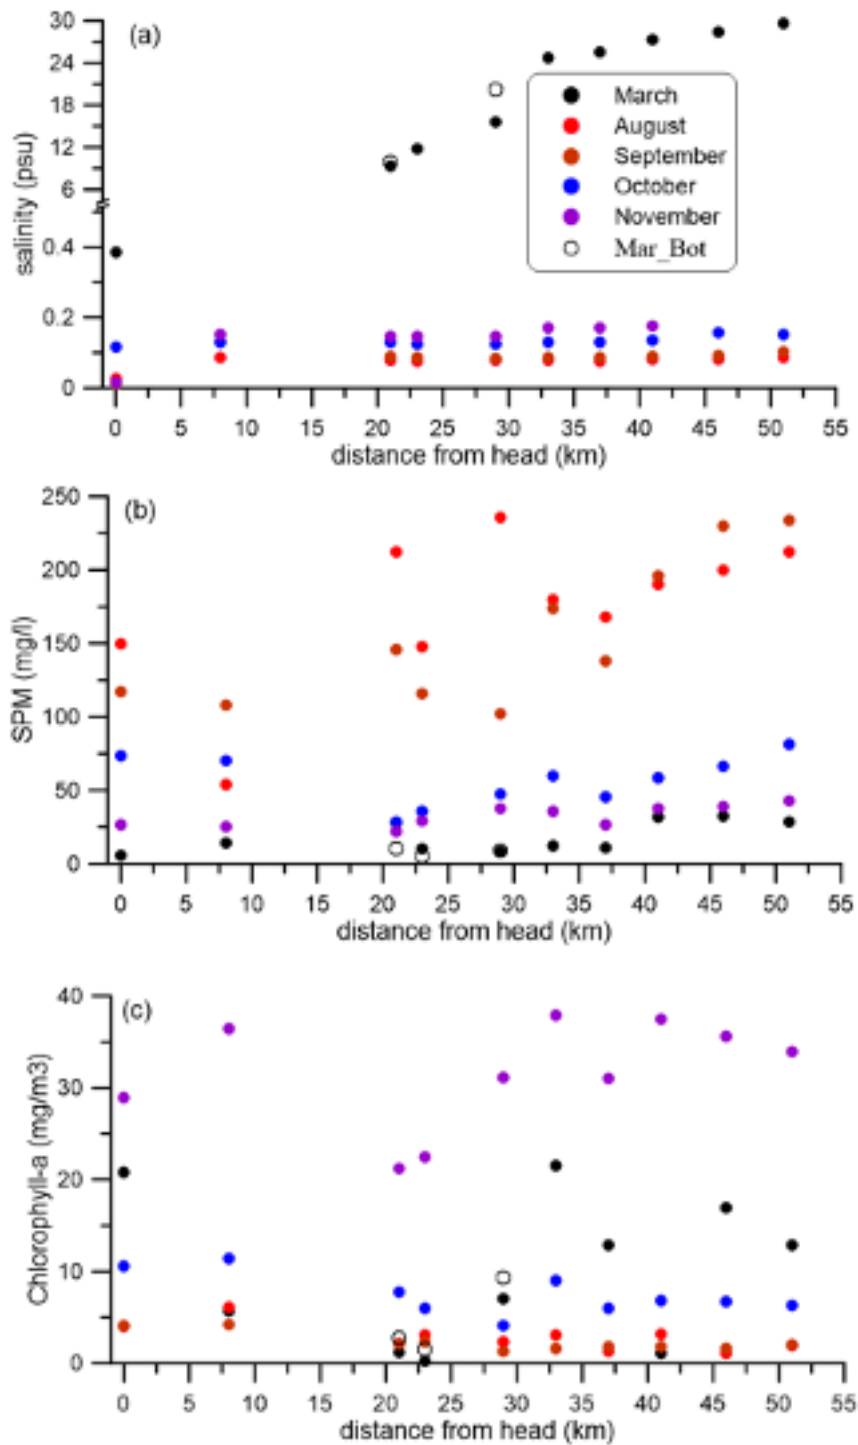 (a)
30
24
18
12
6
0.4
0.2
0
salinity (psu)
March
August
September
October
November
Mar_Bot
0 5 10 15 20 25 30 35 40 45 50 55
distance from head (km)
(b)
250
200
150
100
50
0
SPM (mg/l)
0 5 10 15 20 25 30 35 40 45 50 55
distance from head (km)
(c)
40
30
20
10
0
Chlorophyll-a (mg/m3)
0 5 10 15 20 25 30 35 40 45 50 55
distance from head (km)